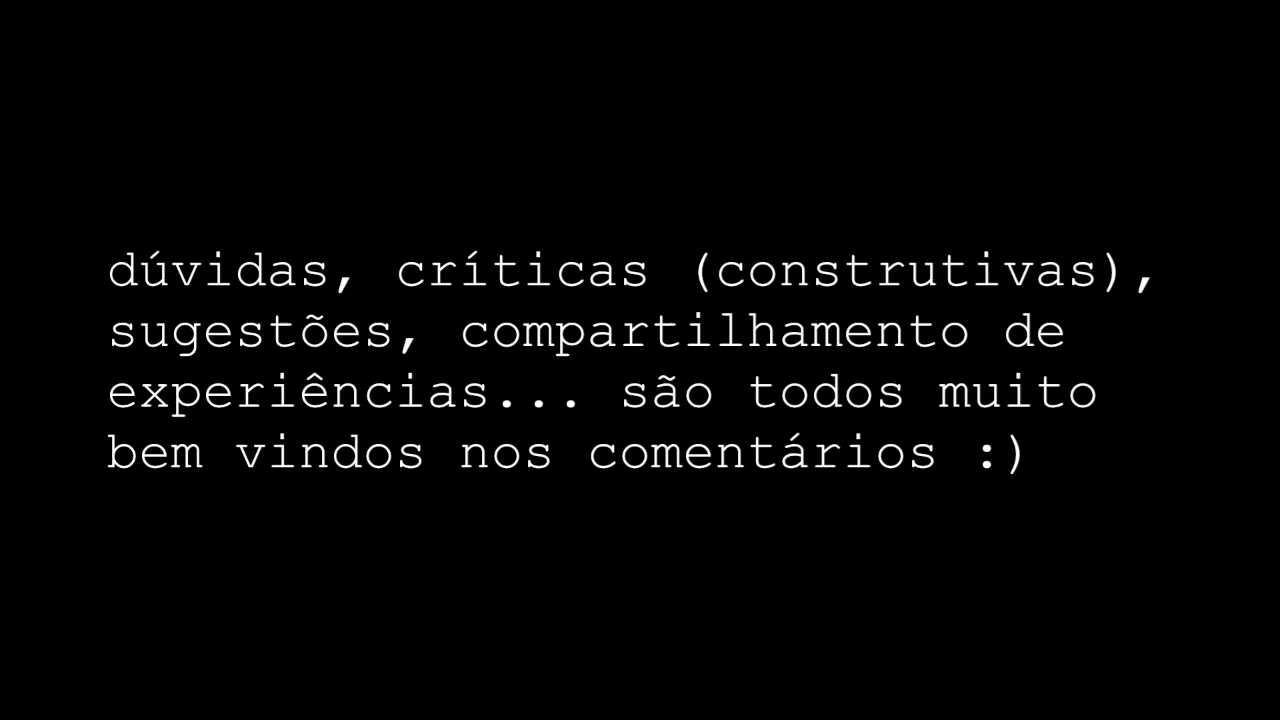 dúvidas, críticas (construtivas),
sugestões, compartilhamento de
experiências... são todos muito
bem vindos nos comentários :)